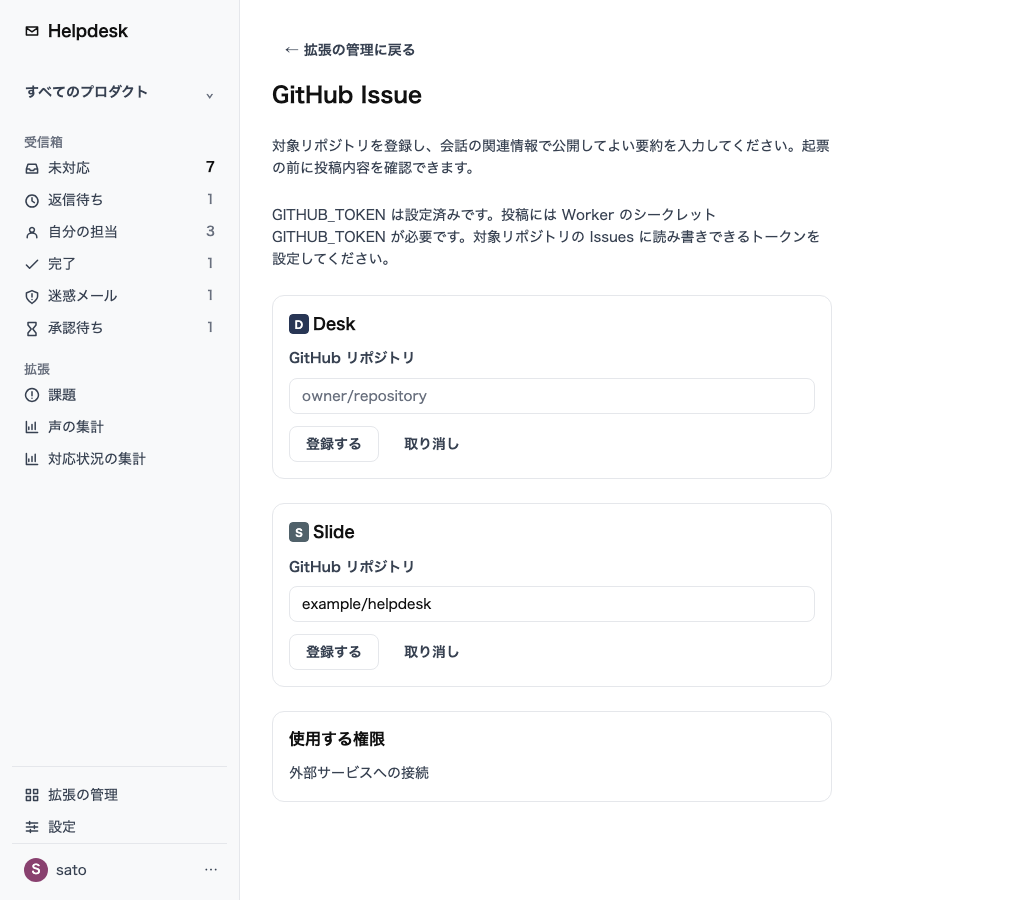 Helpdesk
すべてのプロダクト
受信箱
未対応 7
返信待ち 1
自分の担当 3
完了 1
迷惑メール 1
承認待ち 1
拡張
課題
声の集計
対応状況の集計
拡張の管理
設定
S sato ...
← 拡張の管理に戻る
GitHub Issue
対象リポジトリを登録し、会話の関連情報で公開してよい要約を入力してください。起票
の前に投稿内容を確認できます。
GITHUB_TOKEN は設定済みです。投稿には Worker のシークレット
GITHUB_TOKEN が必要です。対象リポジトリの Issues に読み書きできるトークンを
設定してください。
D Desk
GitHub リポジトリ
owner/repository
登録する 取り消し
S Slide
GitHub リポジトリ
example/helpdesk
登録する 取り消し
使用する権限
外部サービスへの接続